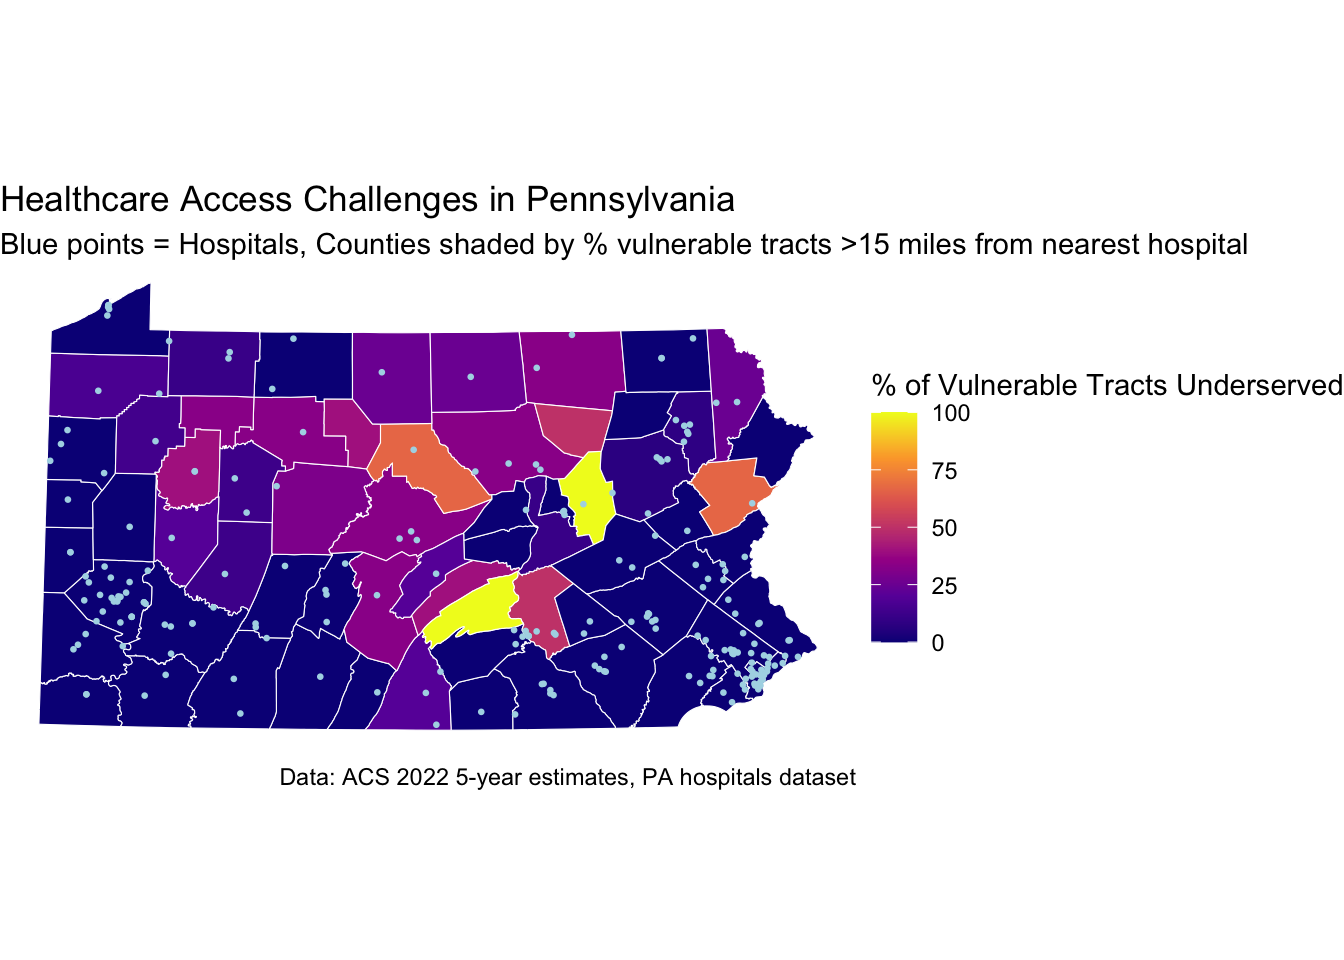 Healthcare Access Challenges in Pennsylvania
Blue points = Hospitals, Counties shaded by % vulnerable tracts >15 miles from nearest hospital
% of Vulnerable Tracts Underserved
100
75
50
25
0
Data: ACS 2022 5-year estimates, PA hospitals dataset